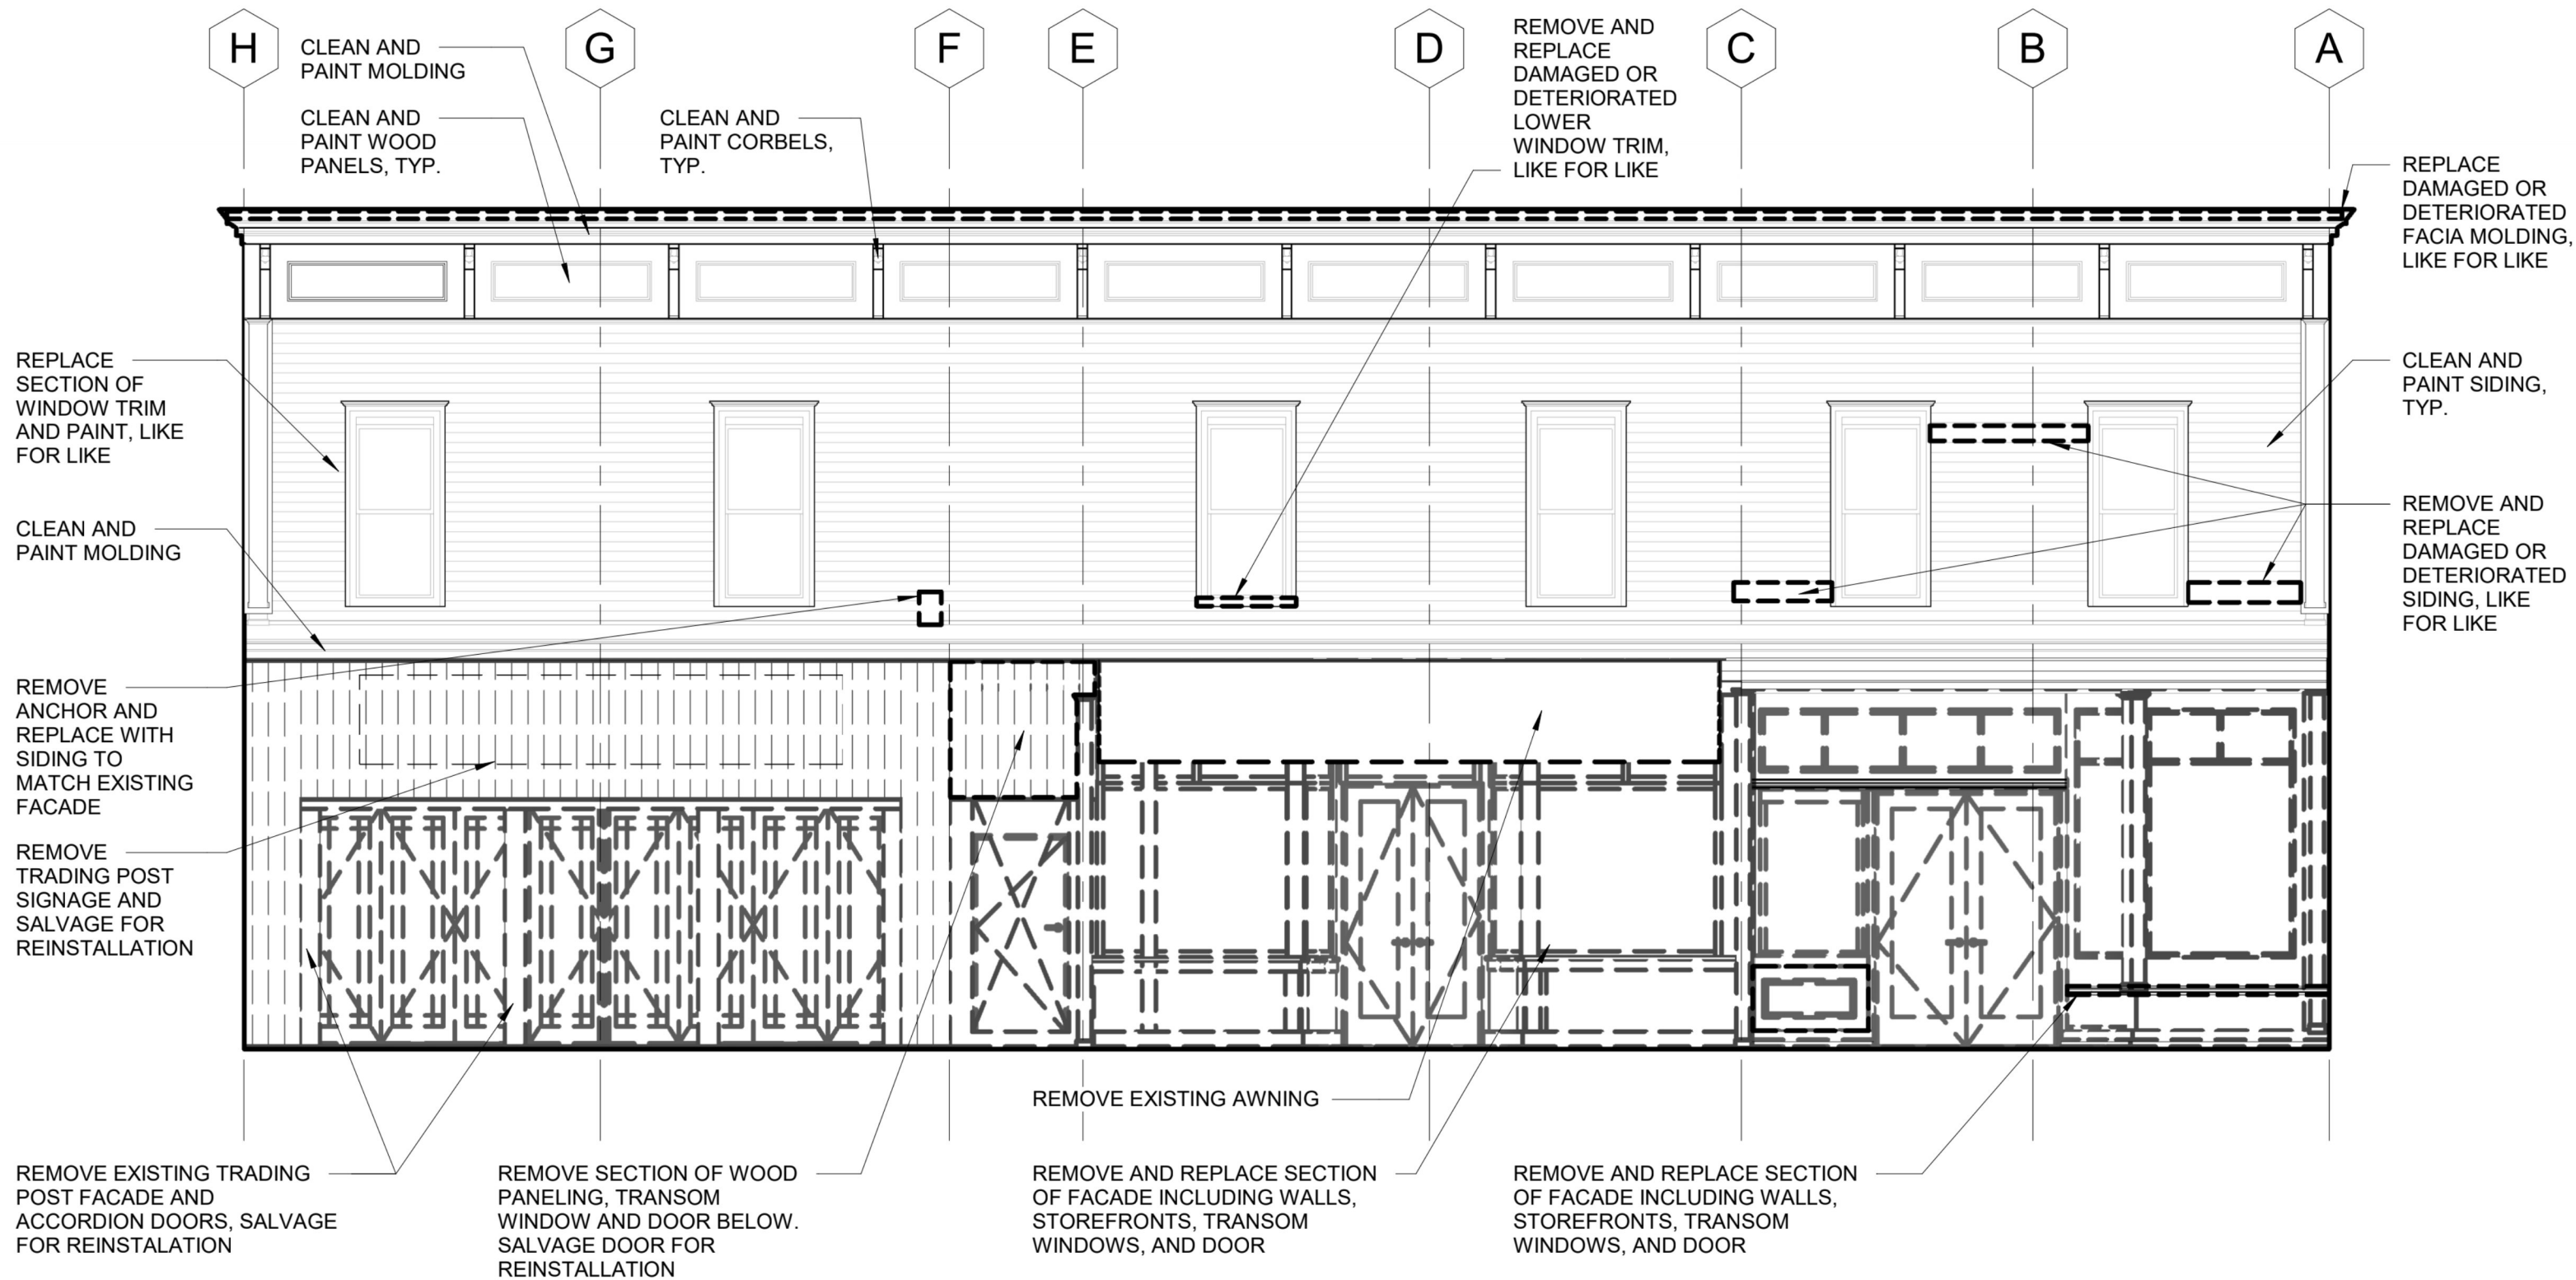 H
G
F
E
D
C
B
A
CLEAN AND
PAINT MOLDING
CLEAN AND
PAINT WOOD
PANELS, TYP.
CLEAN AND
PAINT CORBELS,
TYP.
REMOVE AND
REPLACE
DAMAGED OR
DETERIORATED
LOWER
WINDOW TRIM,
LIKE FOR LIKE
REPLACE
DAMAGED OR
DETERIORATED
FACIA MOLDING,
LIKE FOR LIKE
REPLACE
SECTION OF
WINDOW TRIM
AND PAINT, LIKE
FOR LIKE
CLEAN AND
PAINT SIDING,
TYP.
CLEAN AND
PAINT MOLDING
REMOVE AND
REPLACE
DAMAGED OR
DETERIORATED
SIDING, LIKE
FOR LIKE
REMOVE
ANCHOR AND
REPLACE WITH
SIDING TO
MATCH EXISTING
FACADE
REMOVE
TRADING POST
SIGNAGE AND
SALVAGE FOR
REINSTALLATION
REMOVE EXISTING AWNING
REMOVE EXISTING TRADING
POST FACADE AND
ACCORDION DOORS, SALVAGE
FOR REINSTALATION
REMOVE SECTION OF WOOD
PANELING, TRANSOM
WINDOW AND DOOR BELOW.
SALVAGE DOOR FOR
REINSTALLATION
REMOVE AND REPLACE SECTION
OF FACADE INCLUDING WALLS,
STOREFRONTS, TRANSOM
WINDOWS, AND DOOR
REMOVE AND REPLACE SECTION
OF FACADE INCLUDING WALLS,
STOREFRONTS, TRANSOM
WINDOWS, AND DOOR